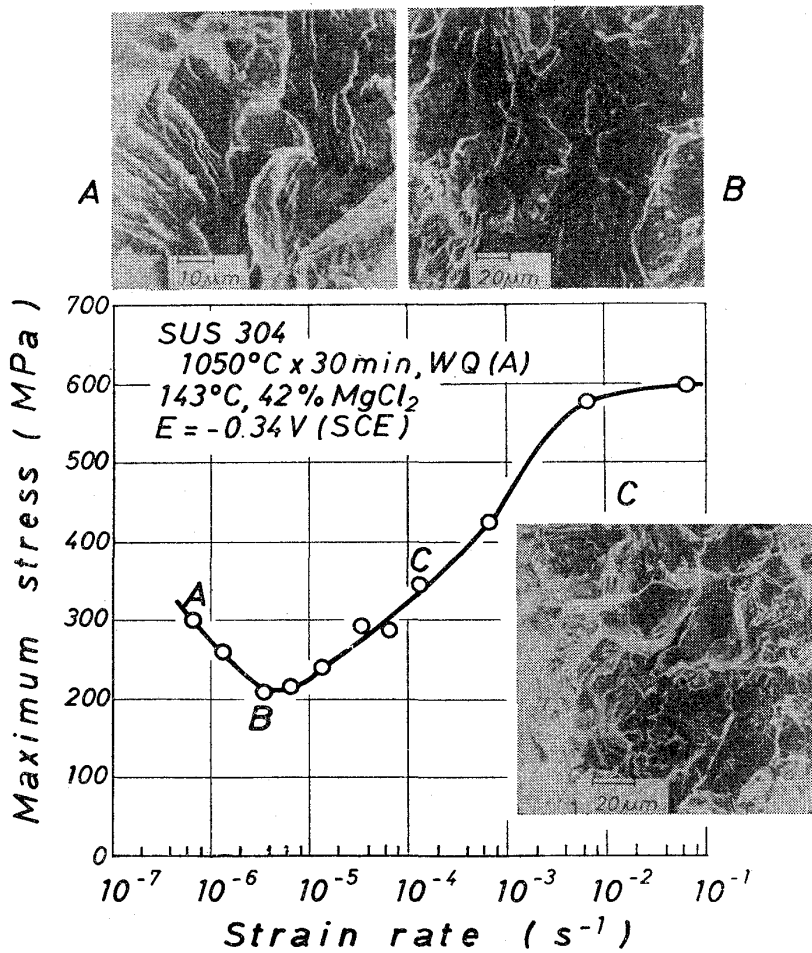 A
B
10μm
20μm
SUS 304
1050°C x 30 min, WQ (A)
143°C, 42% MgCl₂
E = -0.34 V (SCE)
Maximum stress (MPa)
700
600
500
400
300
200
100
0
A
B
C
C
20μm
10⁻⁷ 10⁻⁶ 10⁻⁵ 10⁻⁴ 10⁻³ 10⁻² 10⁻¹
Strain rate (s⁻¹)